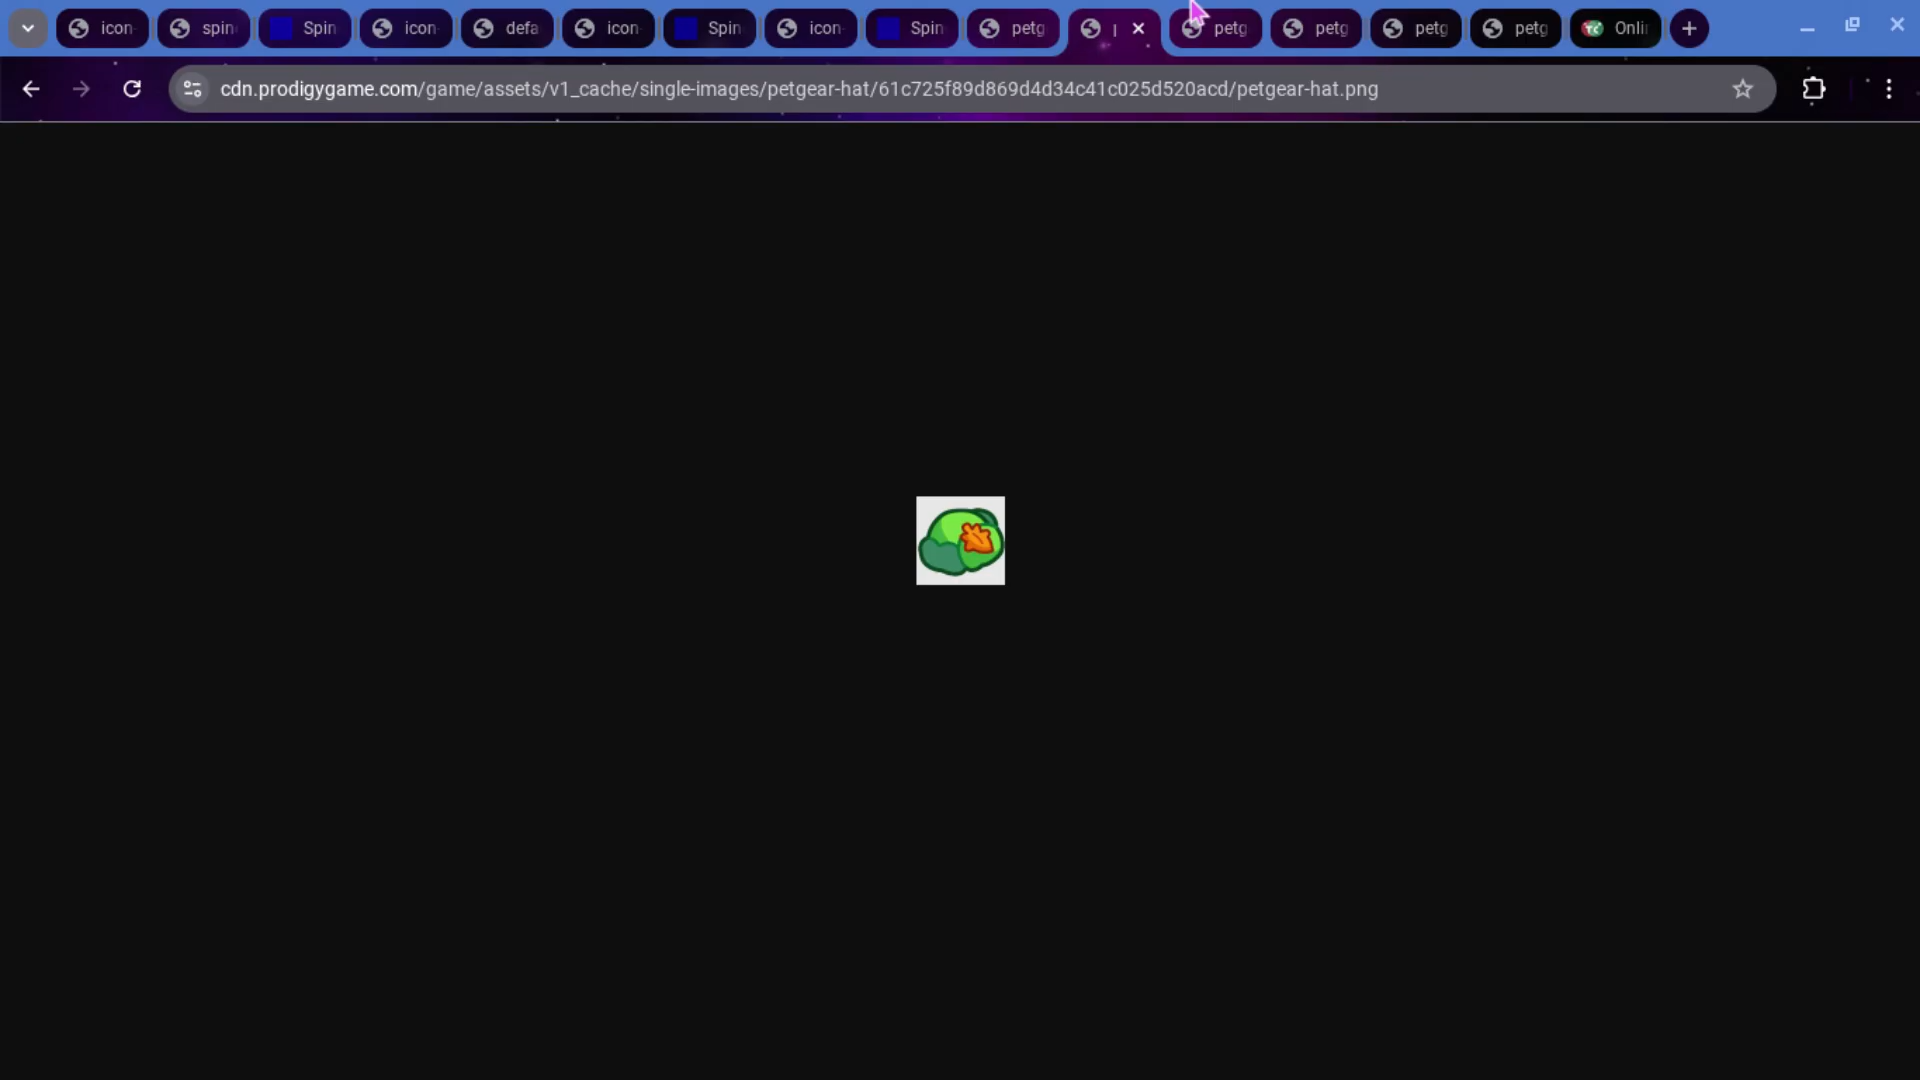 icon
spin
Spin
icon
defa
icon
Spin
icon
Spin
petg
petg
petg
petg
petg
Onli
cdn.prodigygame.com/game/assets/v1_cache/single-images/petgear-hat/61c725f89d869d4d34c41c025d520acd/petgear-hat.png